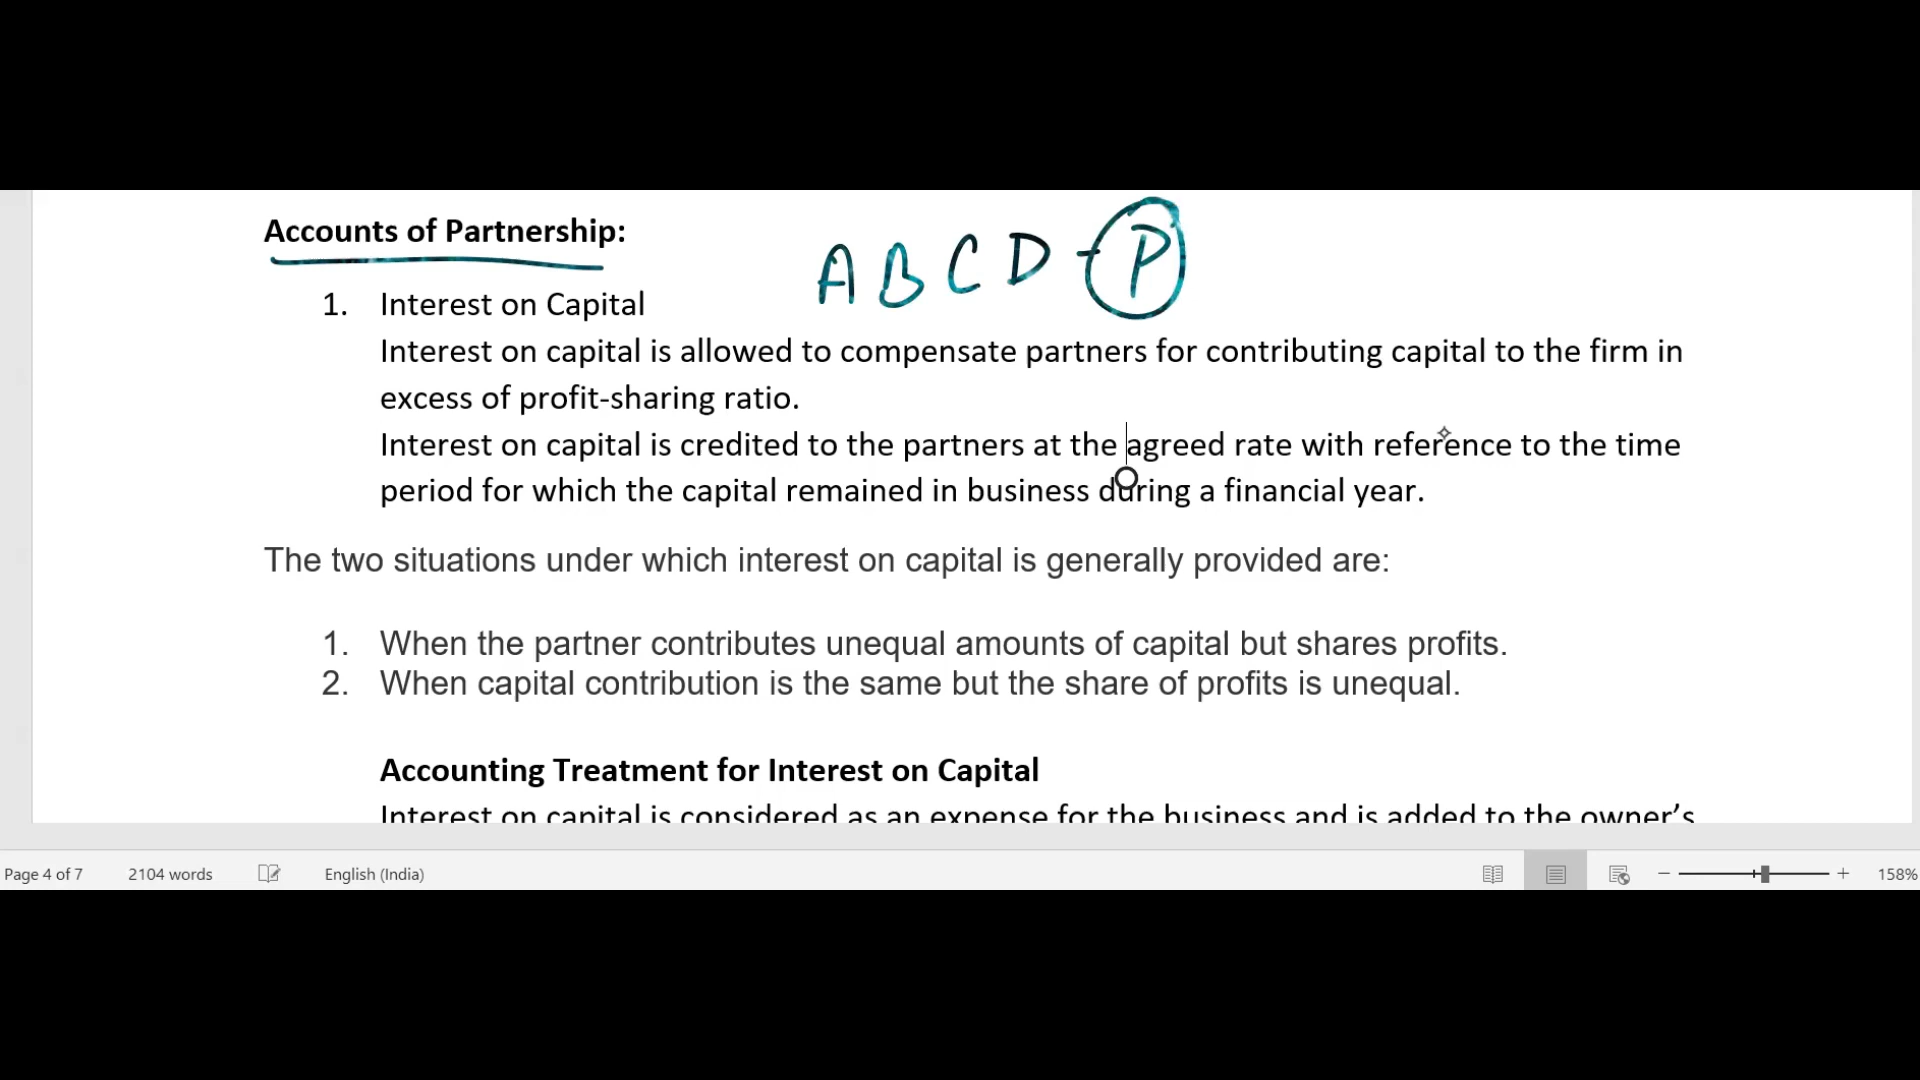 Accounts of Partnership:
A B C D - P
1. Interest on Capital
Interest on capital is allowed to compensate partners for contributing capital to the firm in
excess of profit-sharing ratio.
Interest on capital is credited to the partners at the agreed rate with reference to the time
period for which the capital remained in business during a financial year.
The two situations under which interest on capital is generally provided are:
1. When the partner contributes unequal amounts of capital but shares profits.
2. When capital contribution is the same but the share of profits is unequal.
Accounting Treatment for Interest on Capital
Interest on capital is considered as an expense for the business and is added to the owner’s
Page 4 of 7 2104 words English (India) 158%